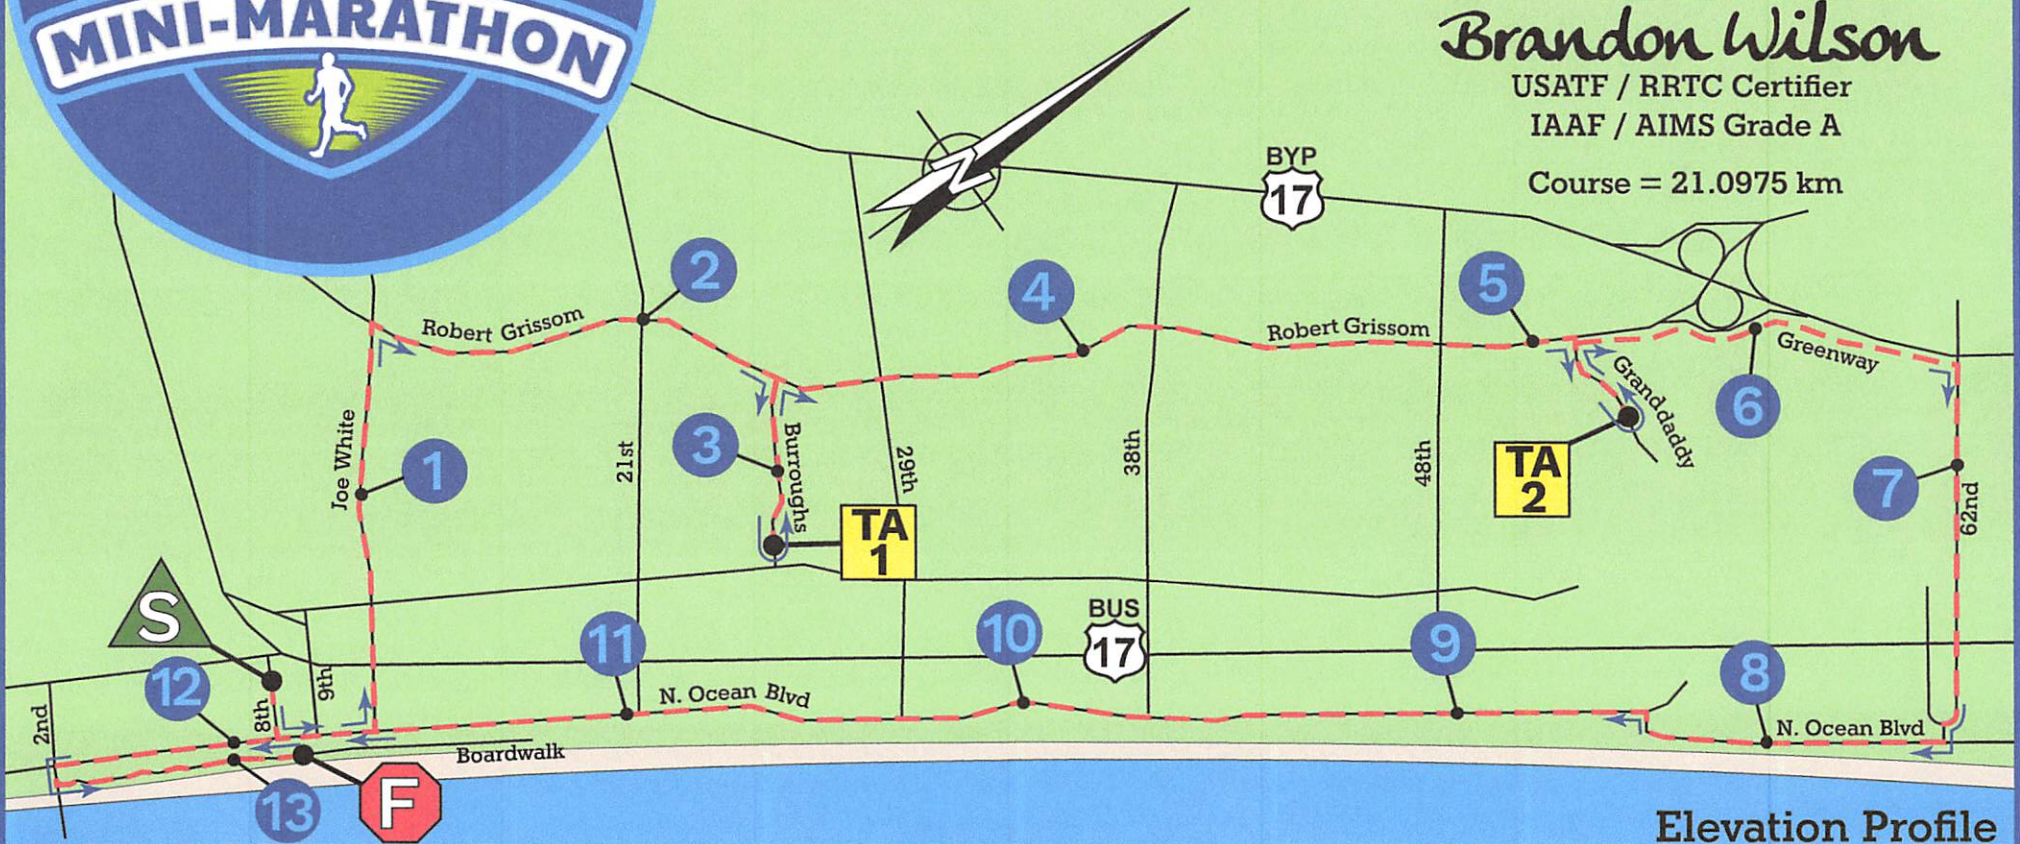 MINI-MARATHON
Brandon Wilson
USATF / RRTC Certifier
IAAF / AIMS Grade A
Course = 21.0975 km
N
BYP
17
2
4
5
Robert Grissom
Robert Grissom
Greenway
6
Granddaddy
Joe White
1
21st
3
Burroughs
29th
38th
48th
TA
2
7
62nd
TA
1
S
BUS
17
11
10
9
8
12
9th
8th
2nd
N. Ocean Blvd
N. Ocean Blvd
Boardwalk
13
F
Elevation Profile